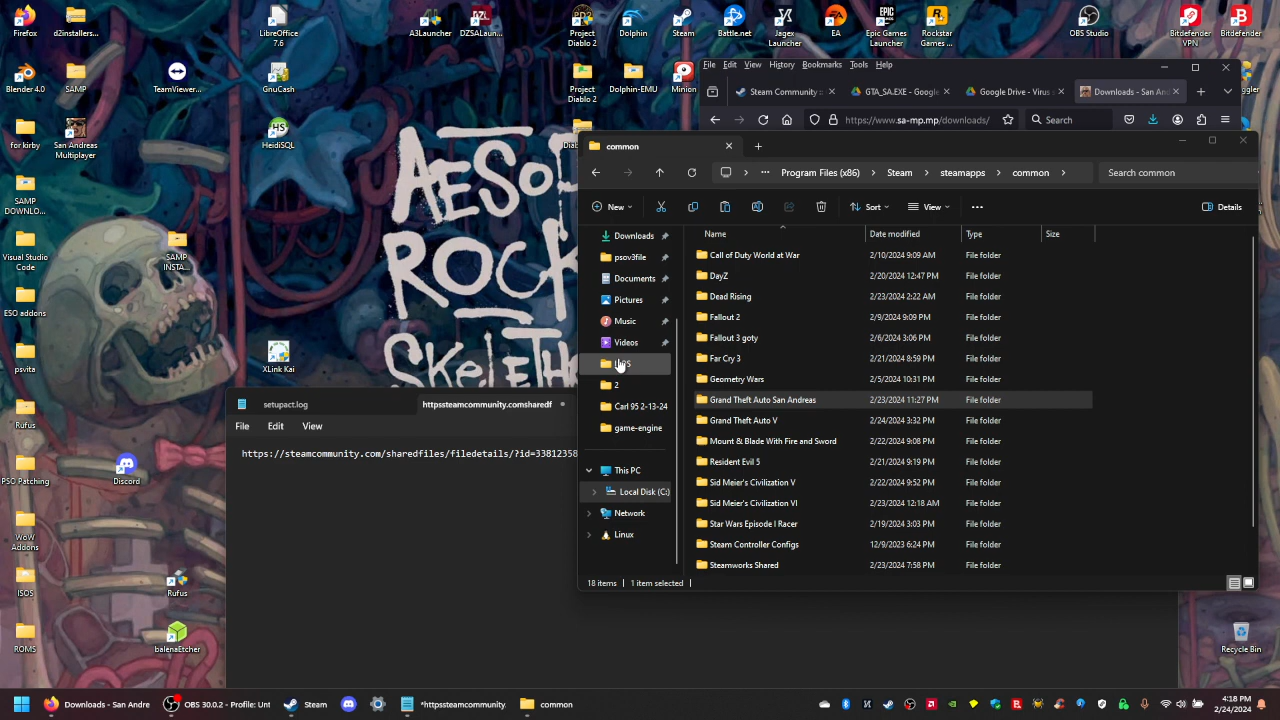 Firefox
d2installers...
LibreOffice
7.6
A3Launcher
DZSALaun...
Project
Diablo 2
Dolphin
Steam
Battle.net
Jagex
Launcher
EA
Epic Games
Launcher
Rockstar
Games ...
OBS Studio
Bitdefender
VPN
Bitdefender
Blender 4.0
SAMP
TeamViewer...
GnuCash
Project
Diablo 2
Dolphin-EMU
Minion
for kirby
San Andreas
Multiplayer
HeidiSQL
SAMP
DOWNLO...
Visual Studio
Code
SAMP
INSTA...
ESO addons
psvita
XLink Kai
Rufus
PSO Patching
Discord
WoW
Addons
ISOS
Rufus
ROMS
balenaEtcher
Recycle Bin
AESOP
ROCK
SKELETH
File Edit View History Bookmarks Tools Help
Steam Community ::
GTA_SA.EXE - Google
Google Drive - Virus s
Downloads - San And
https://www.sa-mp.mp/downloads/
Search
common
Program Files (x86) > Steam > steamapps > common >
Search common
New
Sort
View
Details
Name Date modified Type Size
Downloads
psov3file
Documents
Pictures
Music
Videos
2
Carl 95 2-13-24
game-engine
This PC
Local Disk (C:)
Network
Linux
Call of Duty World at War 2/10/2024 9:09 AM File folder
DayZ 2/20/2024 12:47 PM File folder
Dead Rising 2/23/2024 2:22 AM File folder
Fallout 2 2/9/2024 9:09 PM File folder
Fallout 3 goty 2/6/2024 3:06 PM File folder
Far Cry 3 2/21/2024 8:59 PM File folder
Geometry Wars 2/5/2024 10:31 PM File folder
Grand Theft Auto San Andreas 2/23/2024 11:27 PM File folder
Grand Theft Auto V 2/24/2024 3:32 PM File folder
Mount & Blade With Fire and Sword 2/22/2024 9:08 PM File folder
Resident Evil 5 2/21/2024 9:19 PM File folder
Sid Meier's Civilization V 2/22/2024 9:52 PM File folder
Sid Meier's Civilization VI 2/23/2024 12:18 AM File folder
Star Wars Episode I Racer 2/19/2024 3:03 PM File folder
Steam Controller Configs 12/9/2023 6:24 PM File folder
Steamworks Shared 2/23/2024 7:58 PM File folder
18 items 1 item selected
setupact.log
httpssteamcommunity.comsharedf
File Edit View
https://steamcommunity.com/sharedfiles/filedetails/?id=33812358
Downloads - San Andre
OBS 30.0.2 - Profile: Unt
Steam
*httpssteamcommunity.
common
4:18 PM
2/24/2024